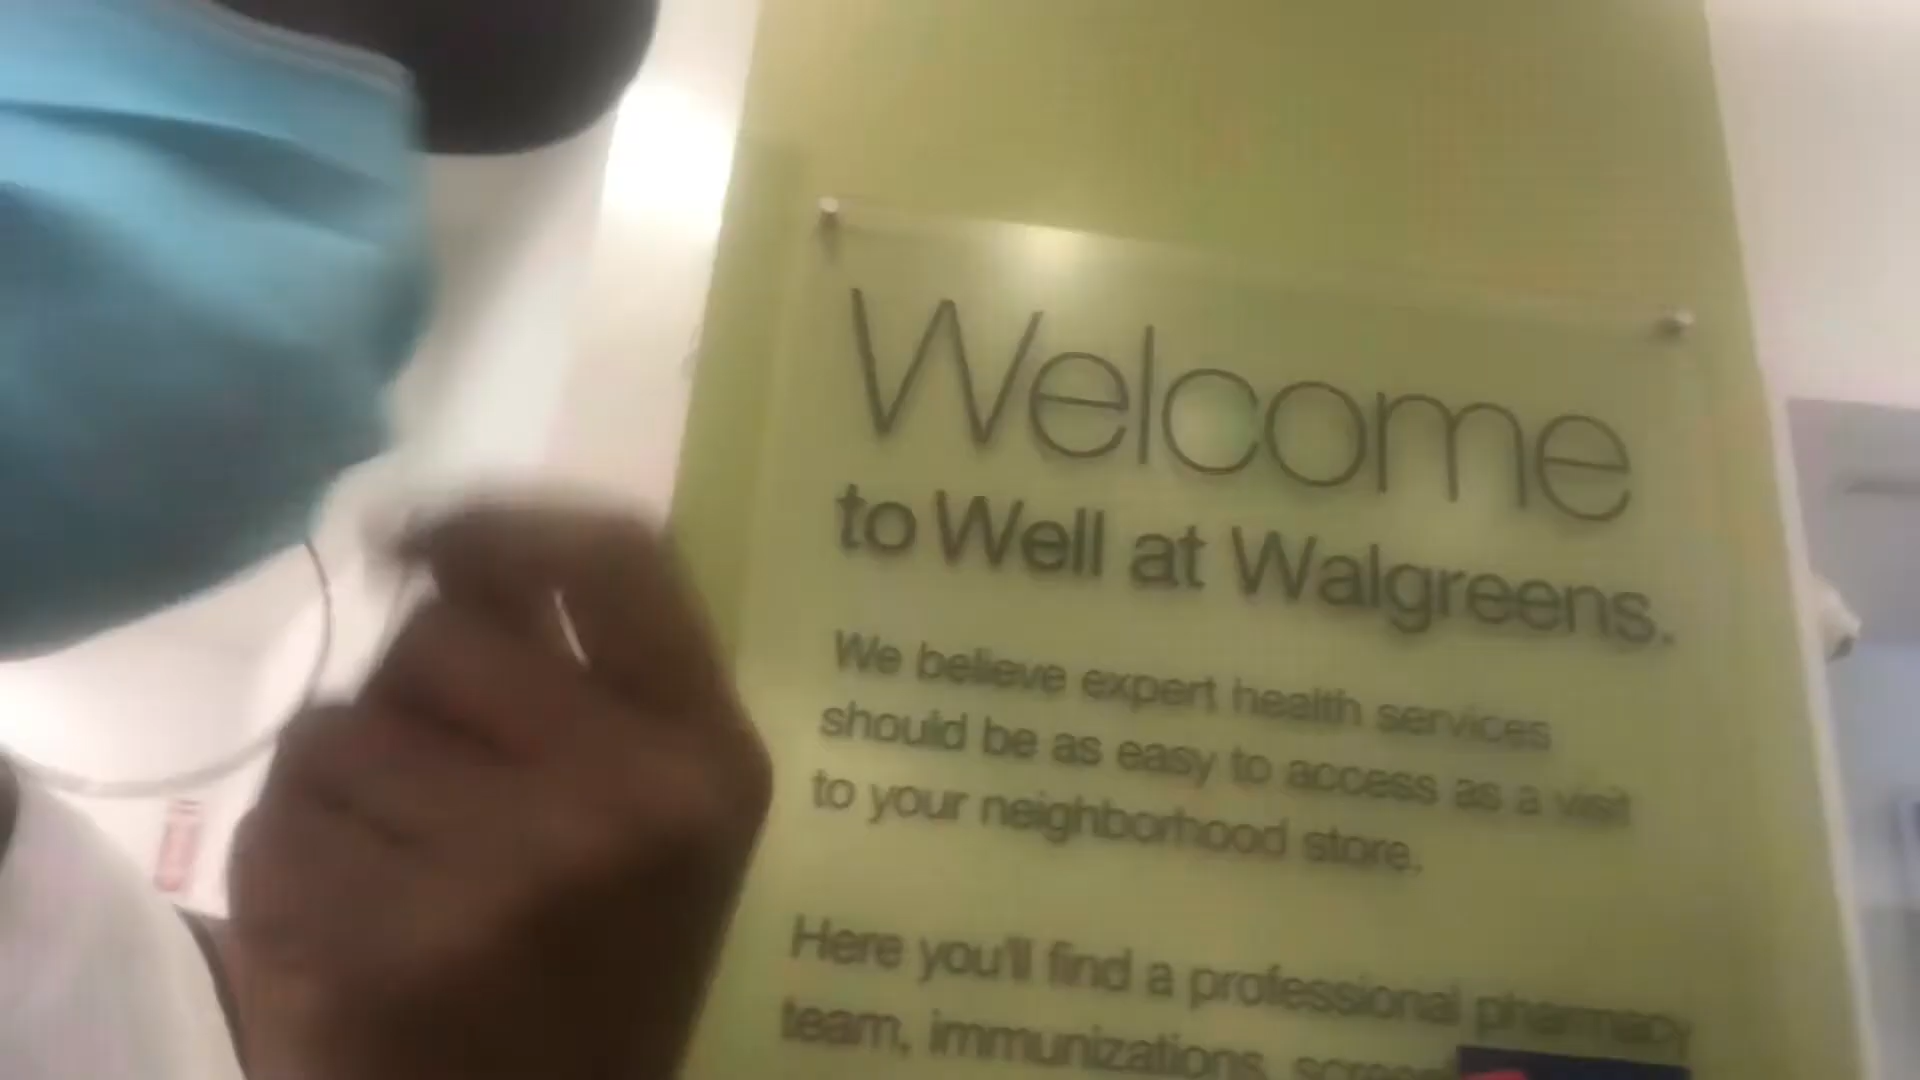 Welcome
to Well at Walgreens.
We believe expert health services
should be as easy to access as a visit
to your neighborhood store.
Here you'll find a professional pharmacy
team, immunizations,